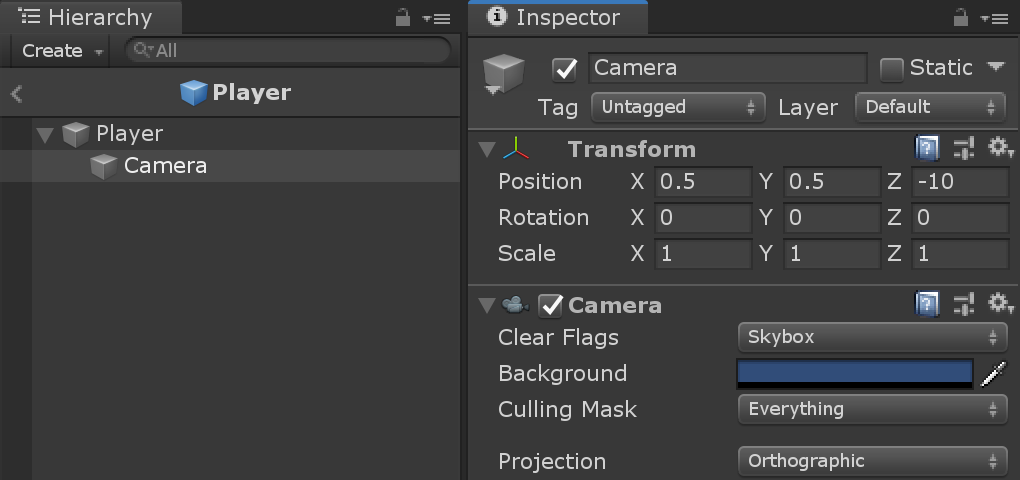 Hierarchy
Create All
Player
Player
Camera
Inspector
Camera Static
Tag Untagged Layer Default
Transform
Position X 0.5 Y 0.5 Z -10
Rotation X 0 Y 0 Z 0
Scale X 1 Y 1 Z 1
Camera
Clear Flags Skybox
Background
Culling Mask Everything
Projection Orthographic